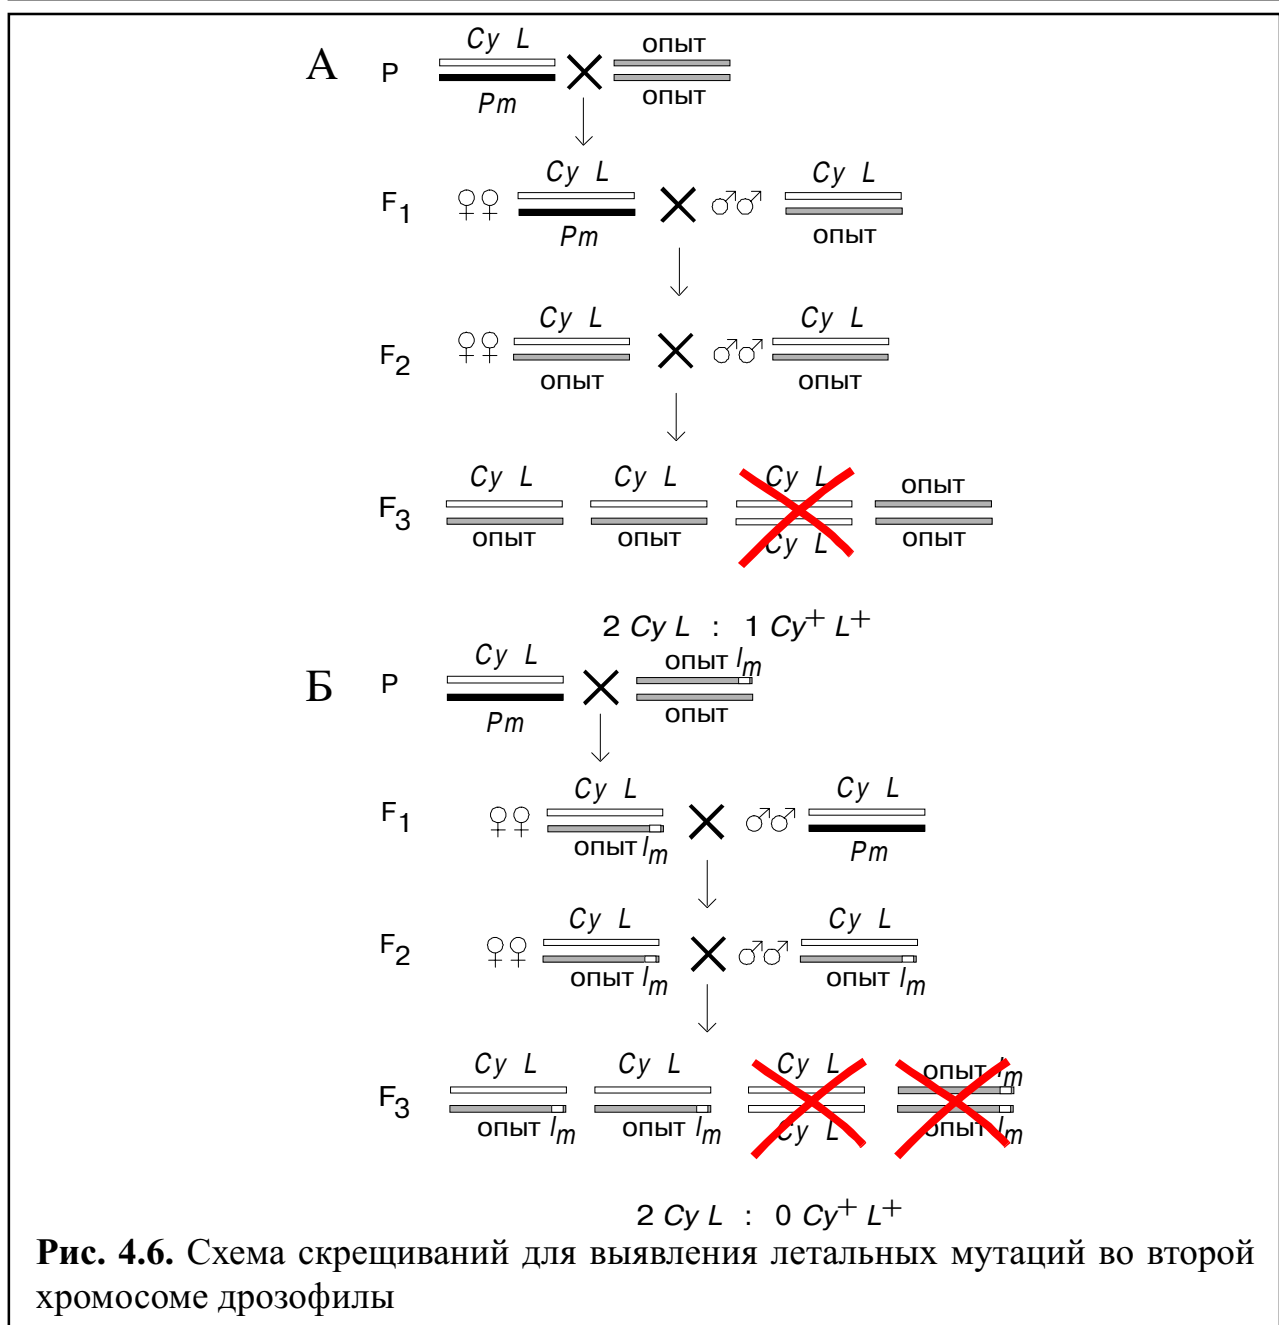 А P Cy L опыт
Pm опыт
F1 ♀♀ Cy L ♂♂ Cy L
Pm опыт
F2 ♀♀ Cy L ♂♂ Cy L
опыт опыт
Cy L Cy L Cy L опыт
F3
опыт опыт Cy L опыт
2 Cy L : 1 Cy+ L+
Б P Cy L опыт lm
Pm опыт
F1 ♀♀ Cy L ♂♂ Cy L
опыт lm Pm
F2 ♀♀ Cy L ♂♂ Cy L
опыт lm опыт lm
Cy L Cy L Cy L опыт lm
F3
опыт lm опыт lm Cy L опыт lm
2 Cy L : 0 Cy+ L+
Рис. 4.6. Схема скрещиваний для выявления летальных мутаций во второй
хромосоме дрозофилы